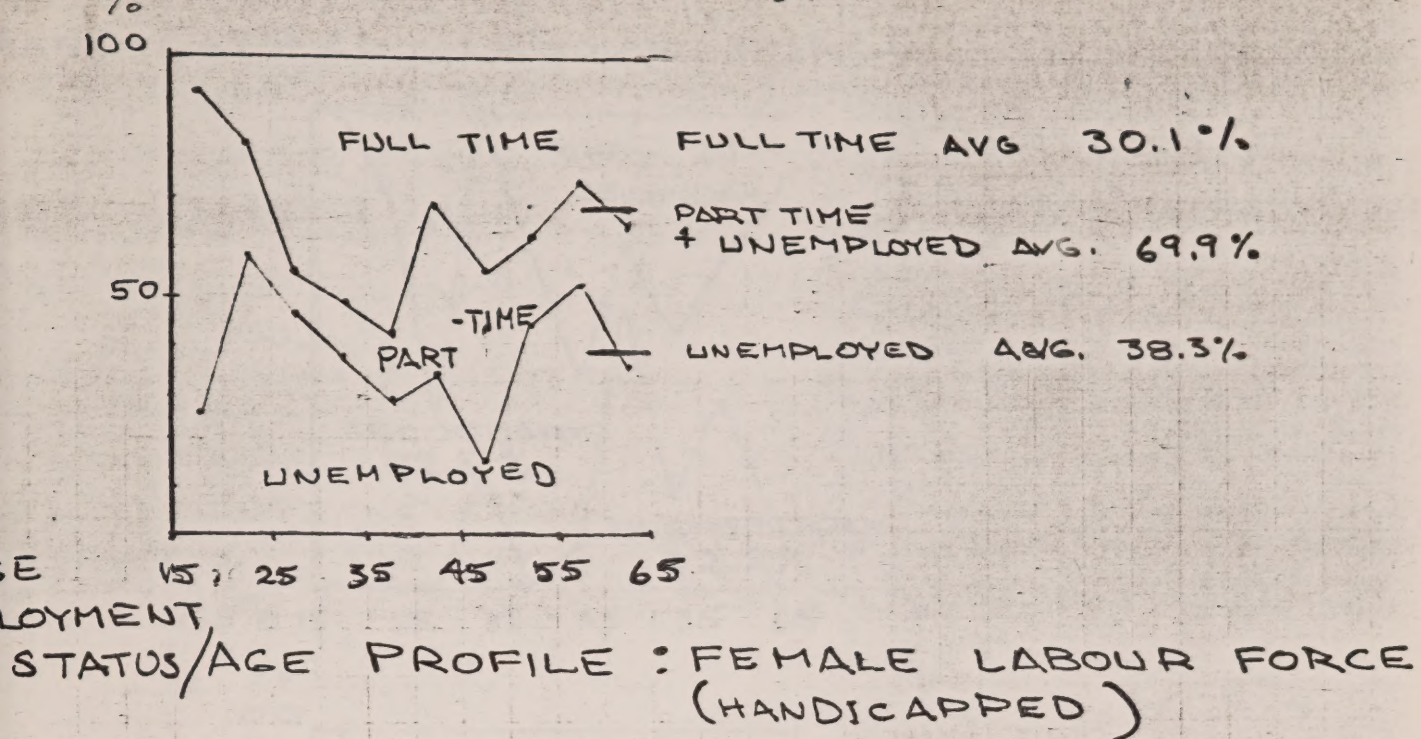 %
100
FULL TIME FULL TIME AVG 30.1%
PART TIME
+ UNEMPLOYED AVG. 69.9%
50
-TIME
PART
UNEMPLOYED AVG. 38.3%
UNEMPLOYED
15 25 35 45 55 65
LOYMENT
STATUS/AGE PROFILE : FEMALE LABOUR FORCE
(HANDICAPPED)